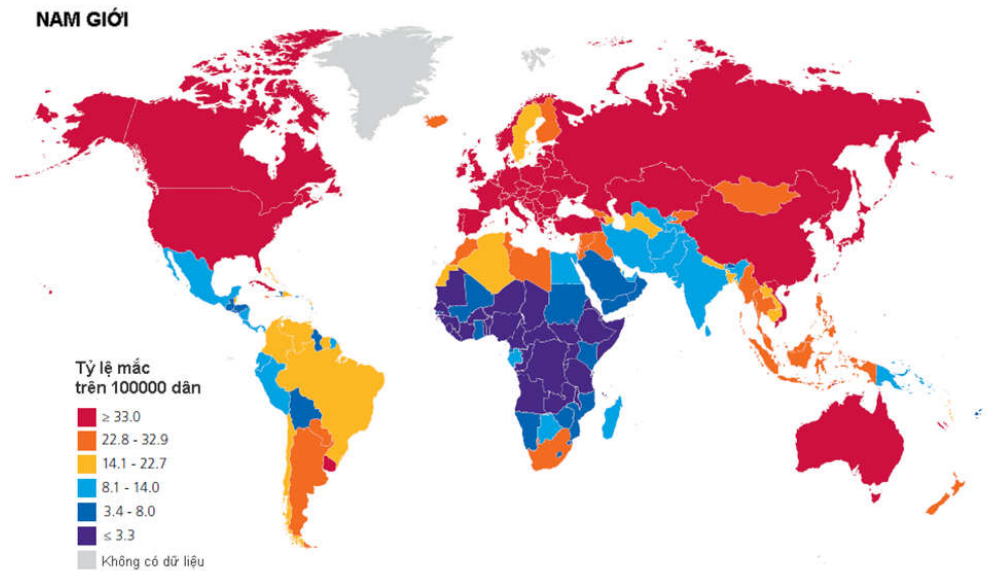 NAM GIỚI
Tỷ lệ mắc
trên 100000 dân
≥ 33.0
22.8 - 32.9
14.1 - 22.7
8.1 - 14.0
3.4 - 8.0
≤ 3.3
Không có dữ liệu